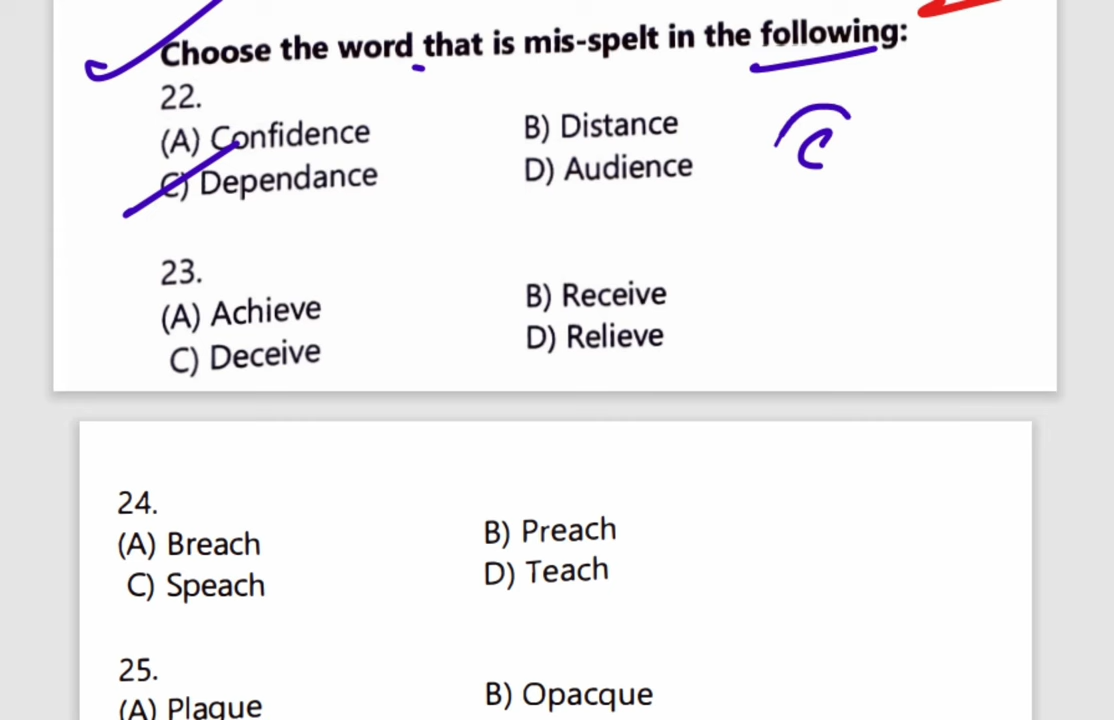 Choose the word that is mis-spelt in the following:
22.
(A) Confidence B) Distance
C) Dependance D) Audience
C
23.
(A) Achieve B) Receive
C) Deceive D) Relieve
24.
(A) Breach B) Preach
C) Speach D) Teach
25.
(A) Plague B) Opacque